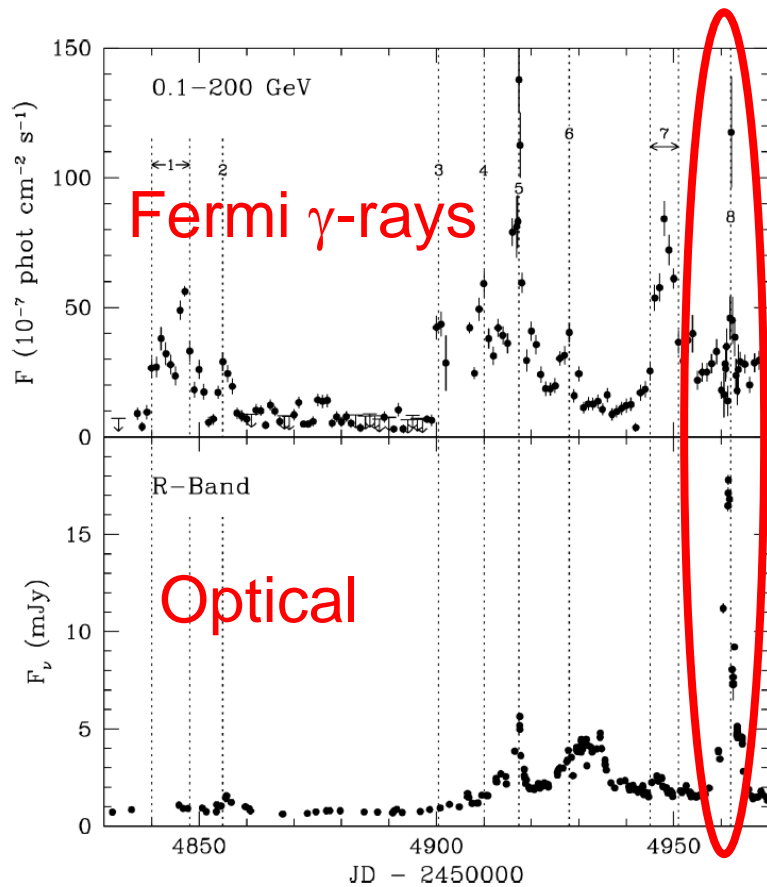 150
0.1−200 GeV
6
7
1
2
3
4
100
5
Fermi γ-rays
8
F (10⁻⁷ phot cm⁻² s⁻¹)
50
0
R−Band
15
Optical
10
F_ν (mJy)
5
0
4850
4900
4950
JD − 2450000